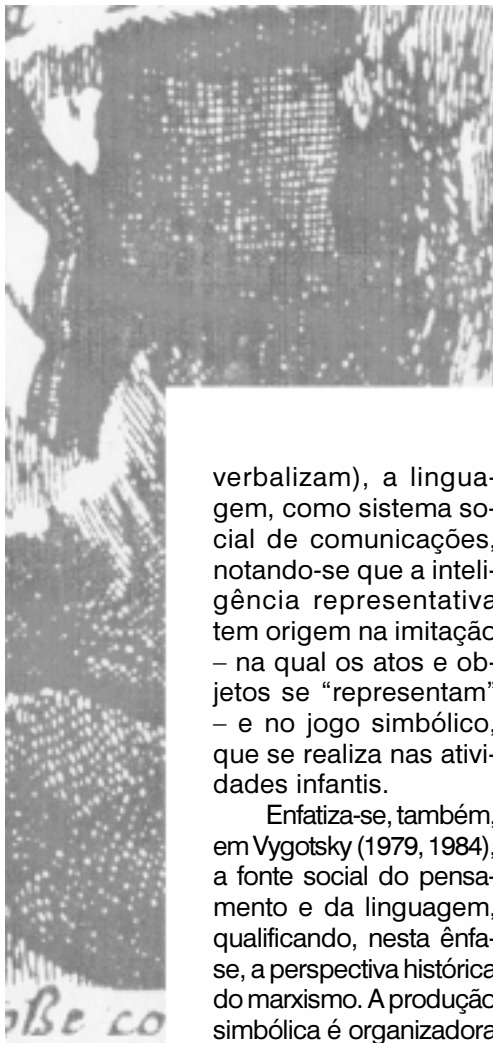 verbalizam), a lingua-
gem, como sistema so-
cial de comunicações,
notando-se que a inteli-
gência representativa
tem origem na imitação
– na qual os atos e ob-
jetos se “representam”
– e no jogo simbólico,
que se realiza nas ativi-
dades infantis.
Enfatiza-se, também,
em Vygotsky (1979, 1984),
a fonte social do pensa-
mento e da linguagem,
qualificando, nesta ênfa-
se, a perspectiva histórica
do marxismo. A produção
simbólica é organizadora
oße co